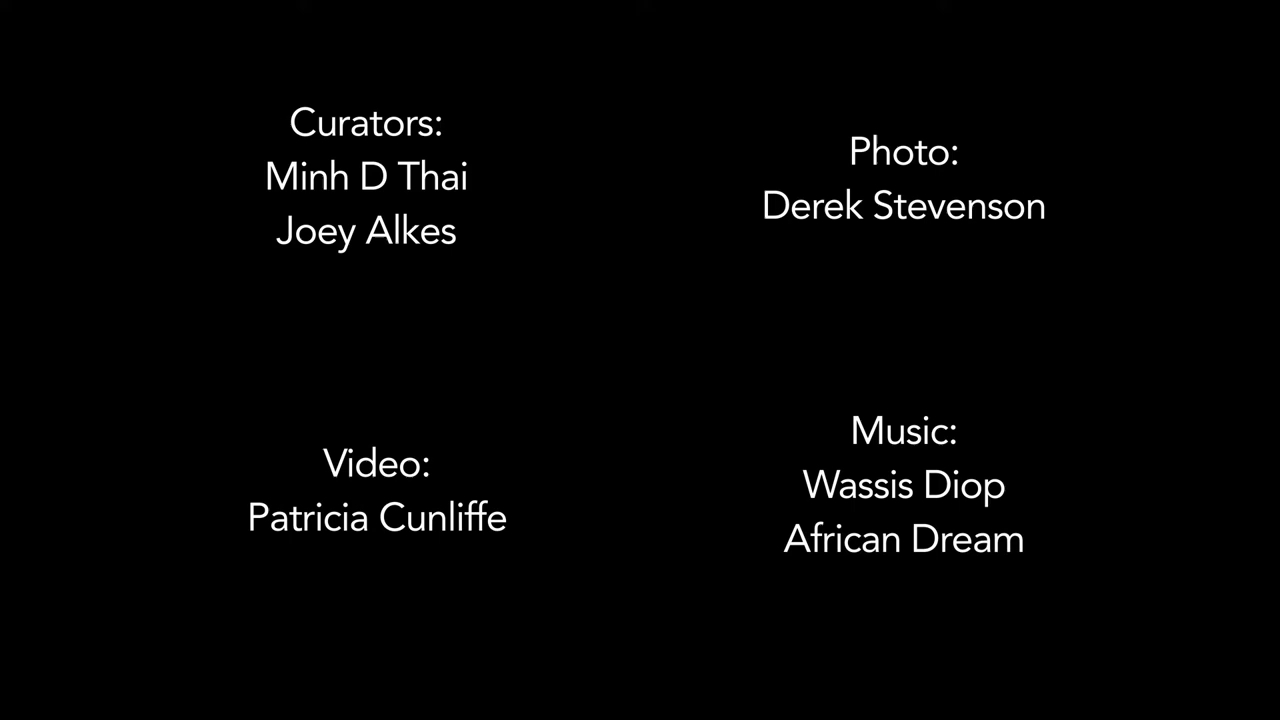 Curators:
Minh D Thai
Joey Alkes
Photo:
Derek Stevenson
Video:
Patricia Cunliffe
Music:
Wassis Diop
African Dream